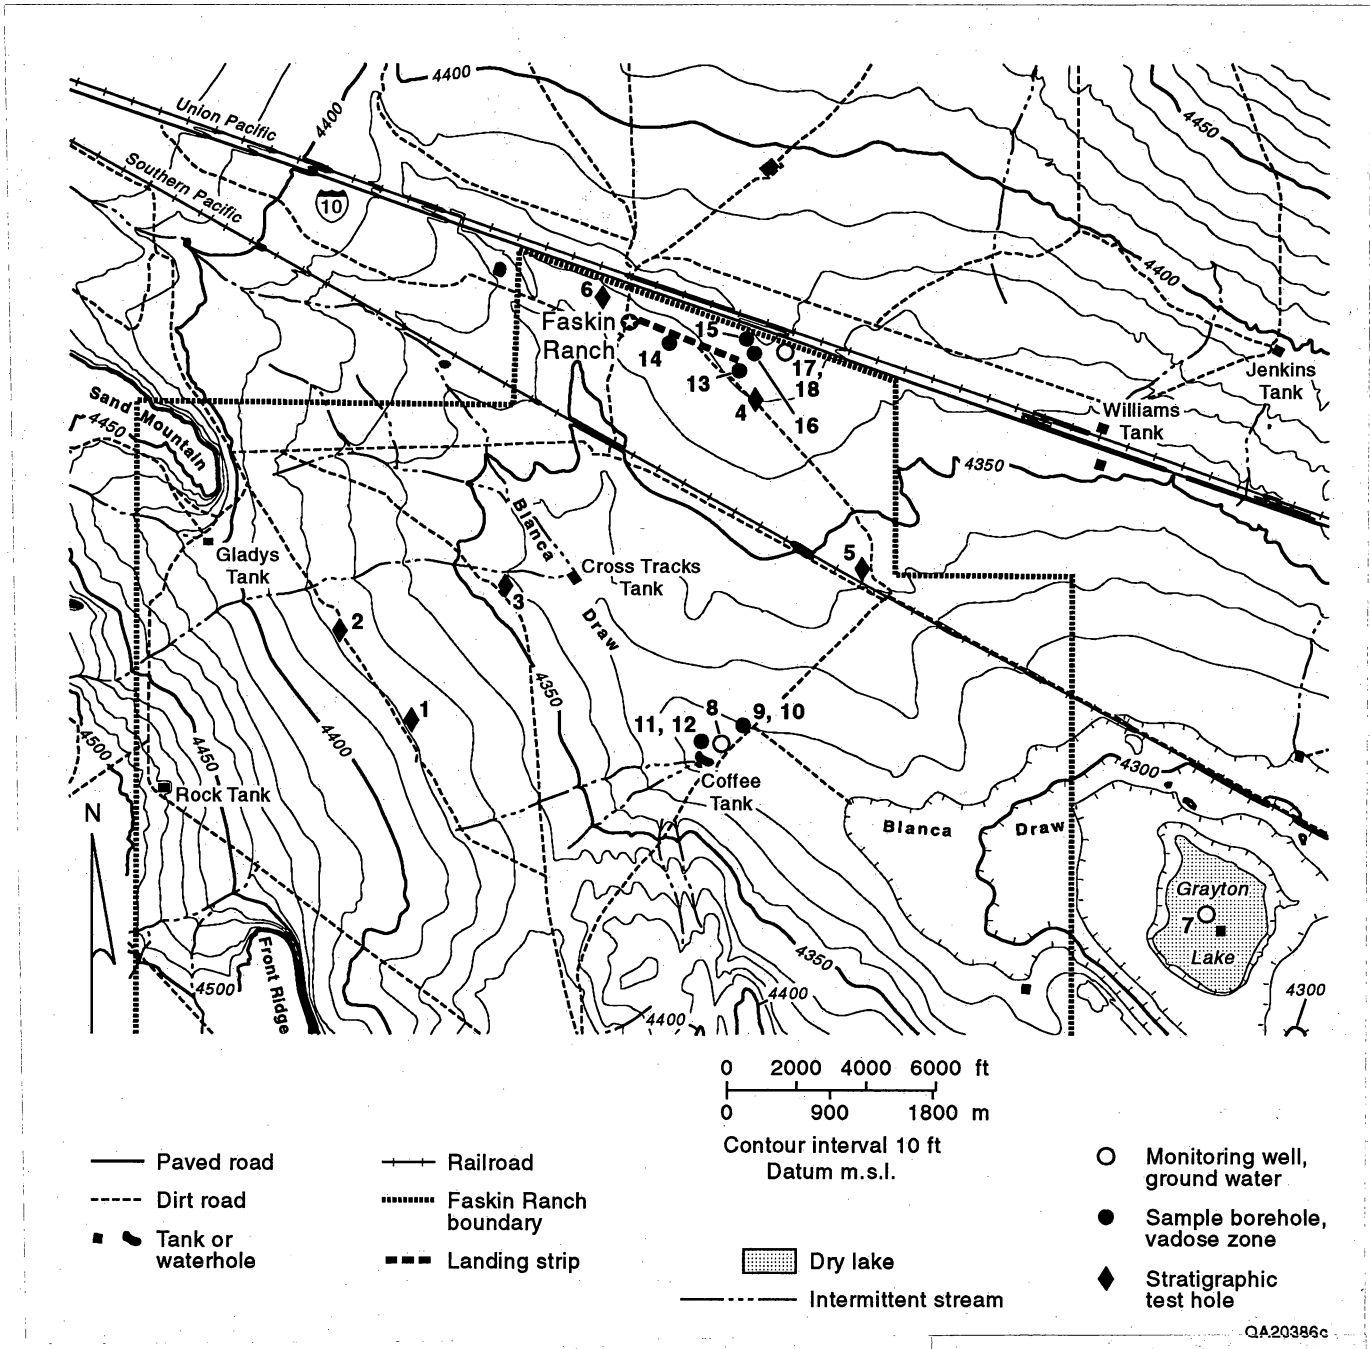 4400
Union Pacific
4400
4450
Southern Pacific
10
4400
6
Faskin
Ranch
15
14
13
17,
18
4
16
Jenkins
Tank
Williams
Tank
Sand Mountain
4450
4350
Blanca
Gladys
Tank
Cross Tracks
Tank
5
3
Draw
2
4350
1
8
9, 10
11, 12
4500
4450
4400
Coffee
Tank
4300
Rock Tank
N
Blanca Draw
Grayton
7
Lake
Front Ridge
4500
4350
4400
4400
4300
0 2000 4000 6000 ft
0 900 1800 m
Contour interval 10 ft
Datum m.s.l.
Paved road
Dirt road
Tank or
waterhole
Railroad
Faskin Ranch
boundary
Landing strip
Dry lake
Intermittent stream
Monitoring well,
ground water
Sample borehole,
vadose zone
Stratigraphic
test hole
QA20386c